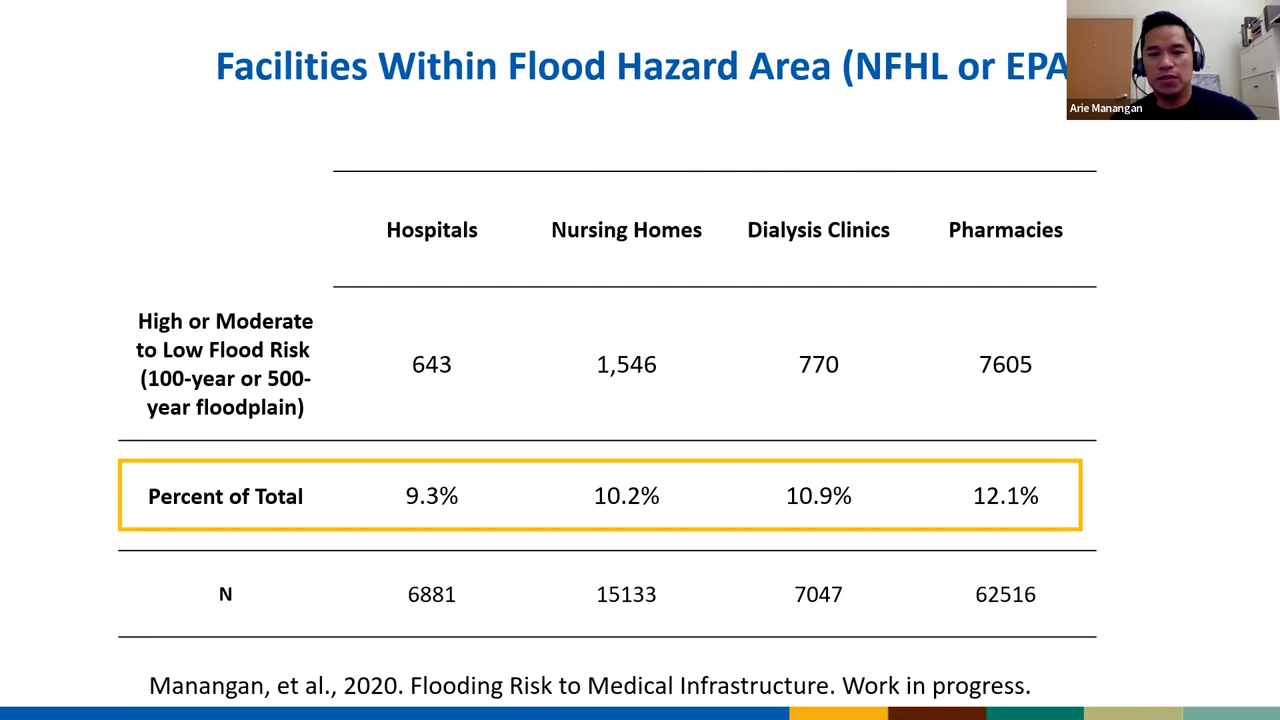 Facilities Within Flood Hazard Area (NFHL or EPA
Arie Manangan
Hospitals Nursing Homes Dialysis Clinics Pharmacies
High or Moderate
to Low Flood Risk
(100-year or 500-
year floodplain)
643 1,546 770 7605
Percent of Total 9.3% 10.2% 10.9% 12.1%
N 6881 15133 7047 62516
Manangan, et al., 2020. Flooding Risk to Medical Infrastructure. Work in progress.